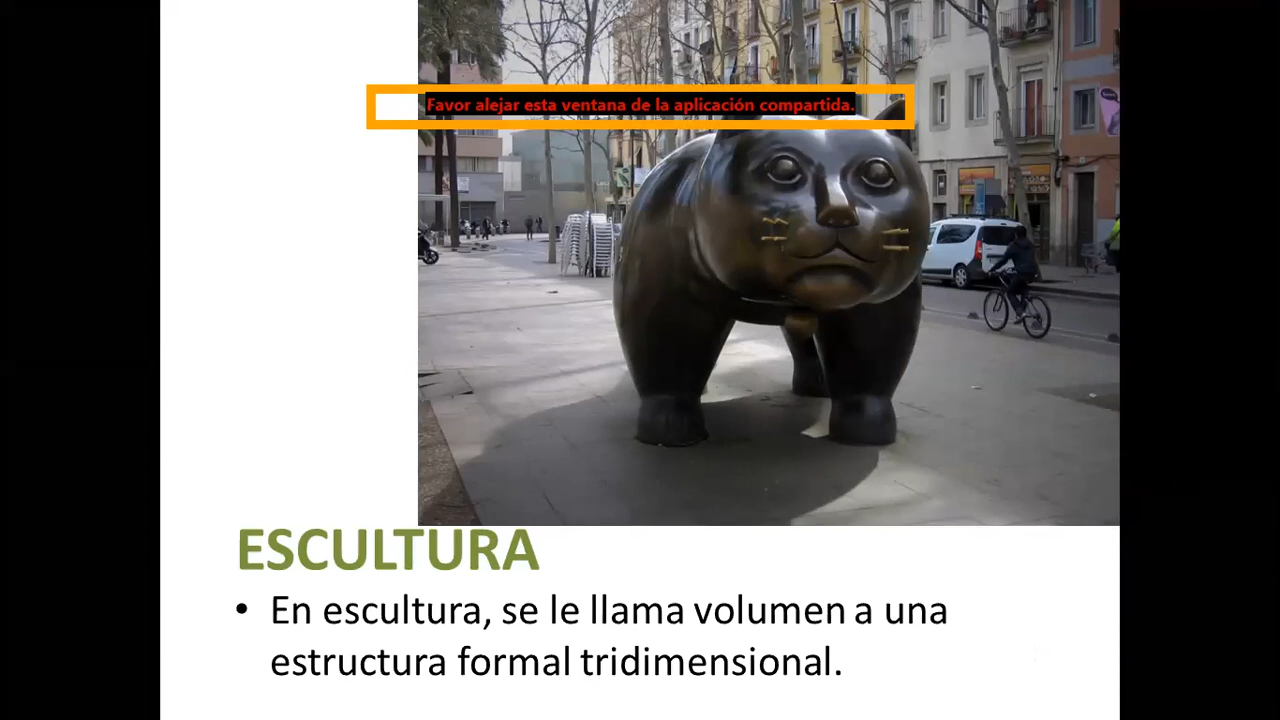 Favor alejar esta ventana de la aplicación compartida.
ESCULTURA
• En escultura, se le llama volumen a una
estructura formal tridimensional.